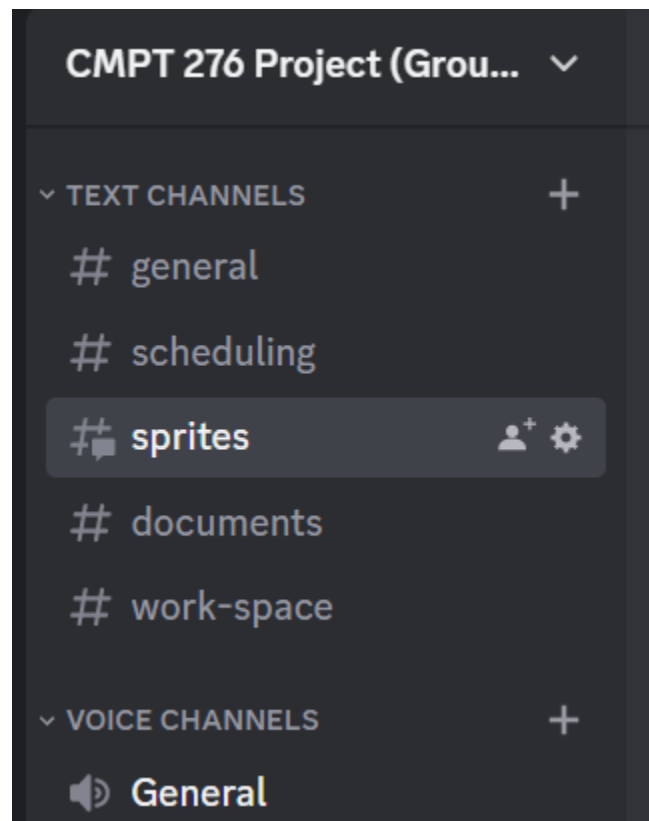 CMPT 276 Project (Grou...
TEXT CHANNELS
general
scheduling
sprites
documents
work-space
VOICE CHANNELS
General